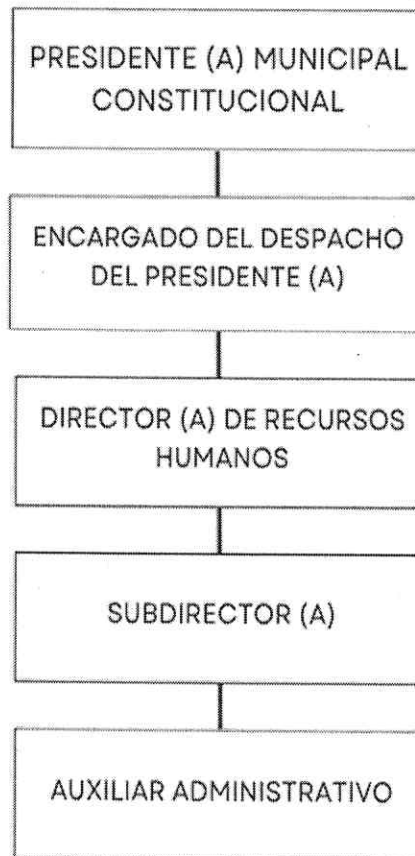 PRESIDENTE (A) MUNICIPAL
CONSTITUCIONAL
ENCARGADO DEL DESPACHO
DEL PRESIDENTE (A)
DIRECTOR (A) DE RECURSOS
HUMANOS
SUBDIRECTOR (A)
AUXILIAR ADMINISTRATIVO